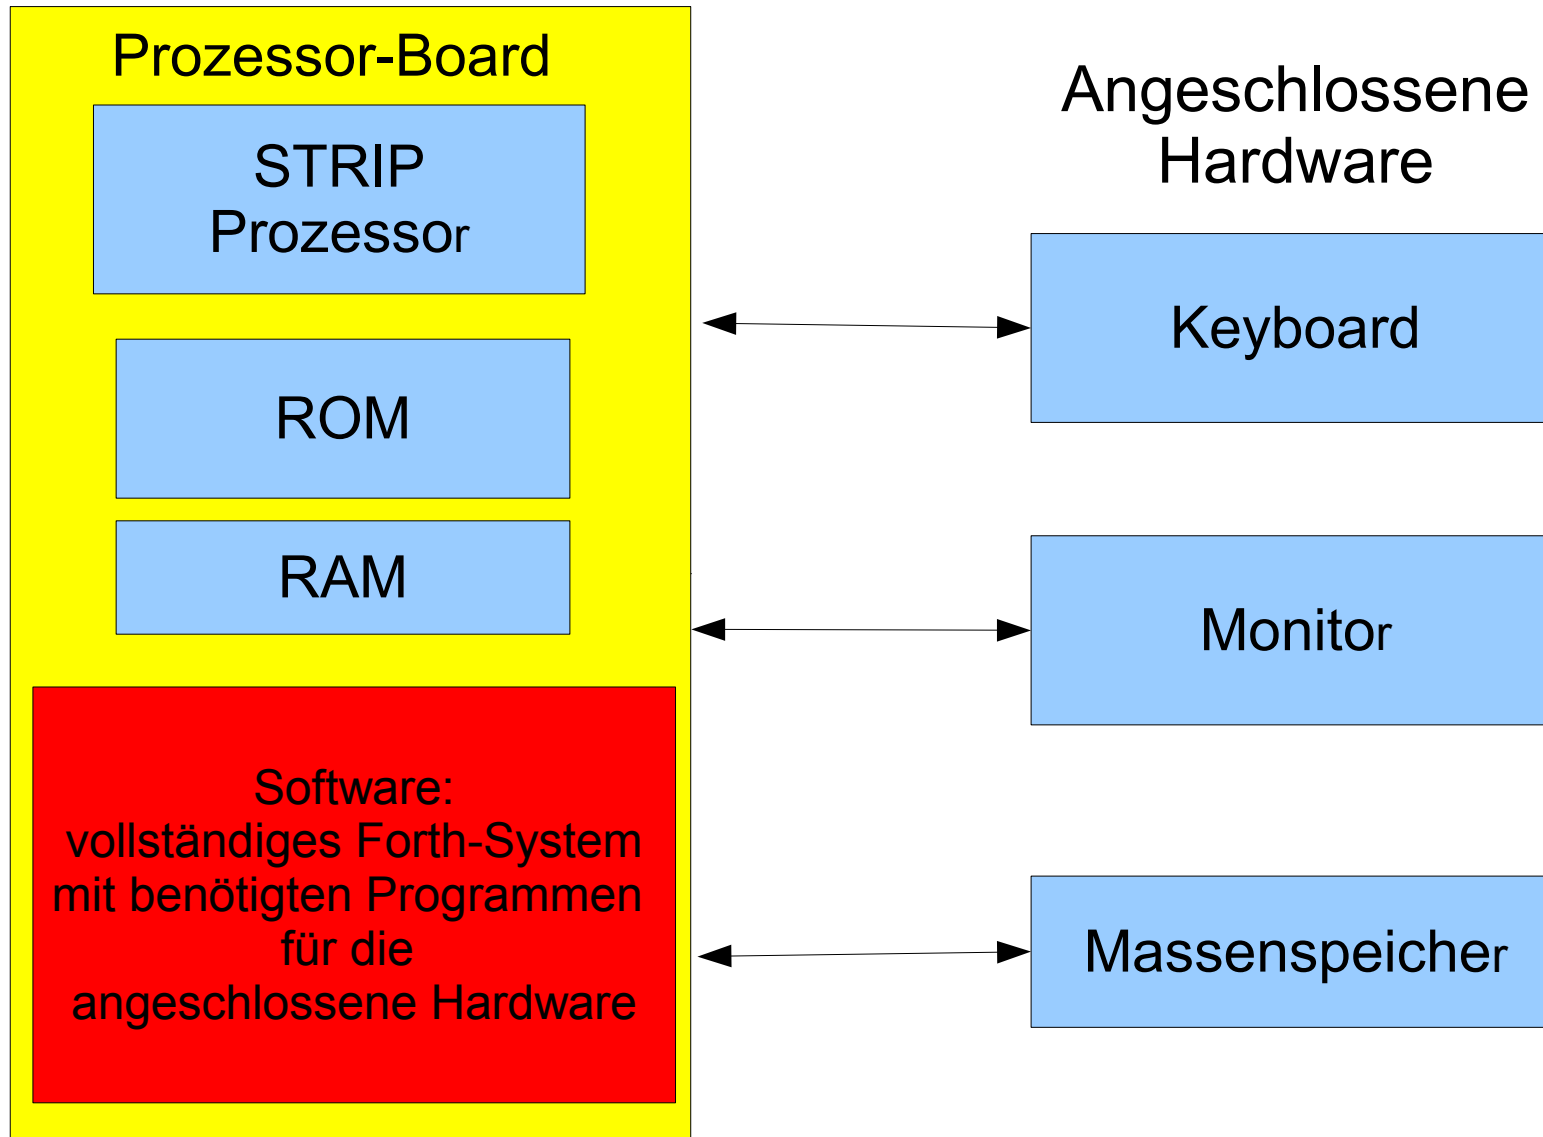 Prozessor-Board
STRIP
Prozessor
ROM
RAM
Software:
vollständiges Forth-System
mit benötigten Programmen
für die
angeschlossene Hardware
Angeschlossene
Hardware
Keyboard
Monitor
Massenspeicher